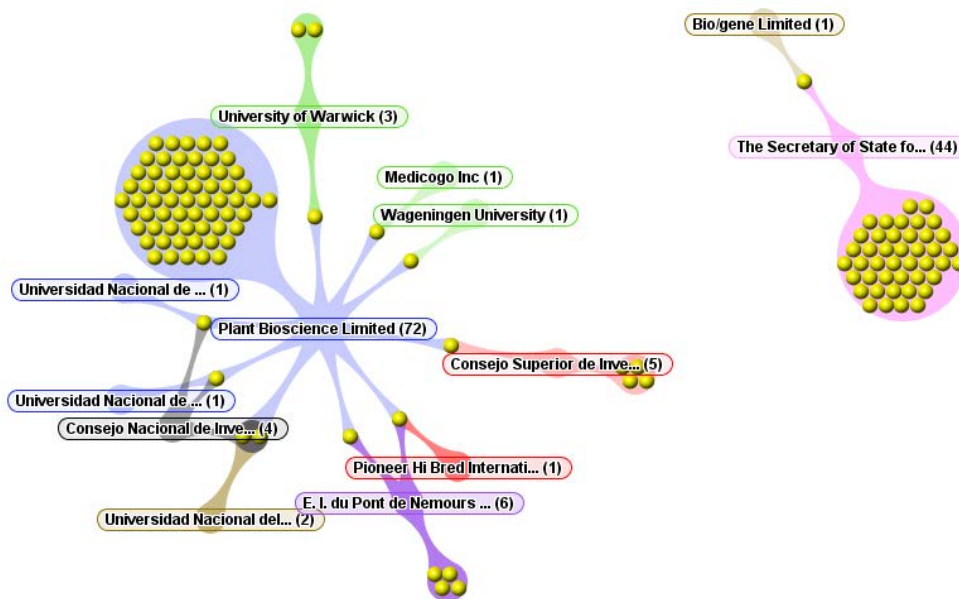 Bio/gene Limited (1)
University of Warwick (3)
The Secretary of State fo... (44)
Medicogo Inc (1)
Wageningen University (1)
Universidad Nacional de ... (1)
Plant Bioscience Limited (72)
Consejo Superior de Inve... (5)
Universidad Nacional de ... (1)
Consejo Nacional de Inve... (4)
Pioneer Hi Bred Internati... (1)
E. I. du Pont de Nemours ... (6)
Universidad Nacional del... (2)